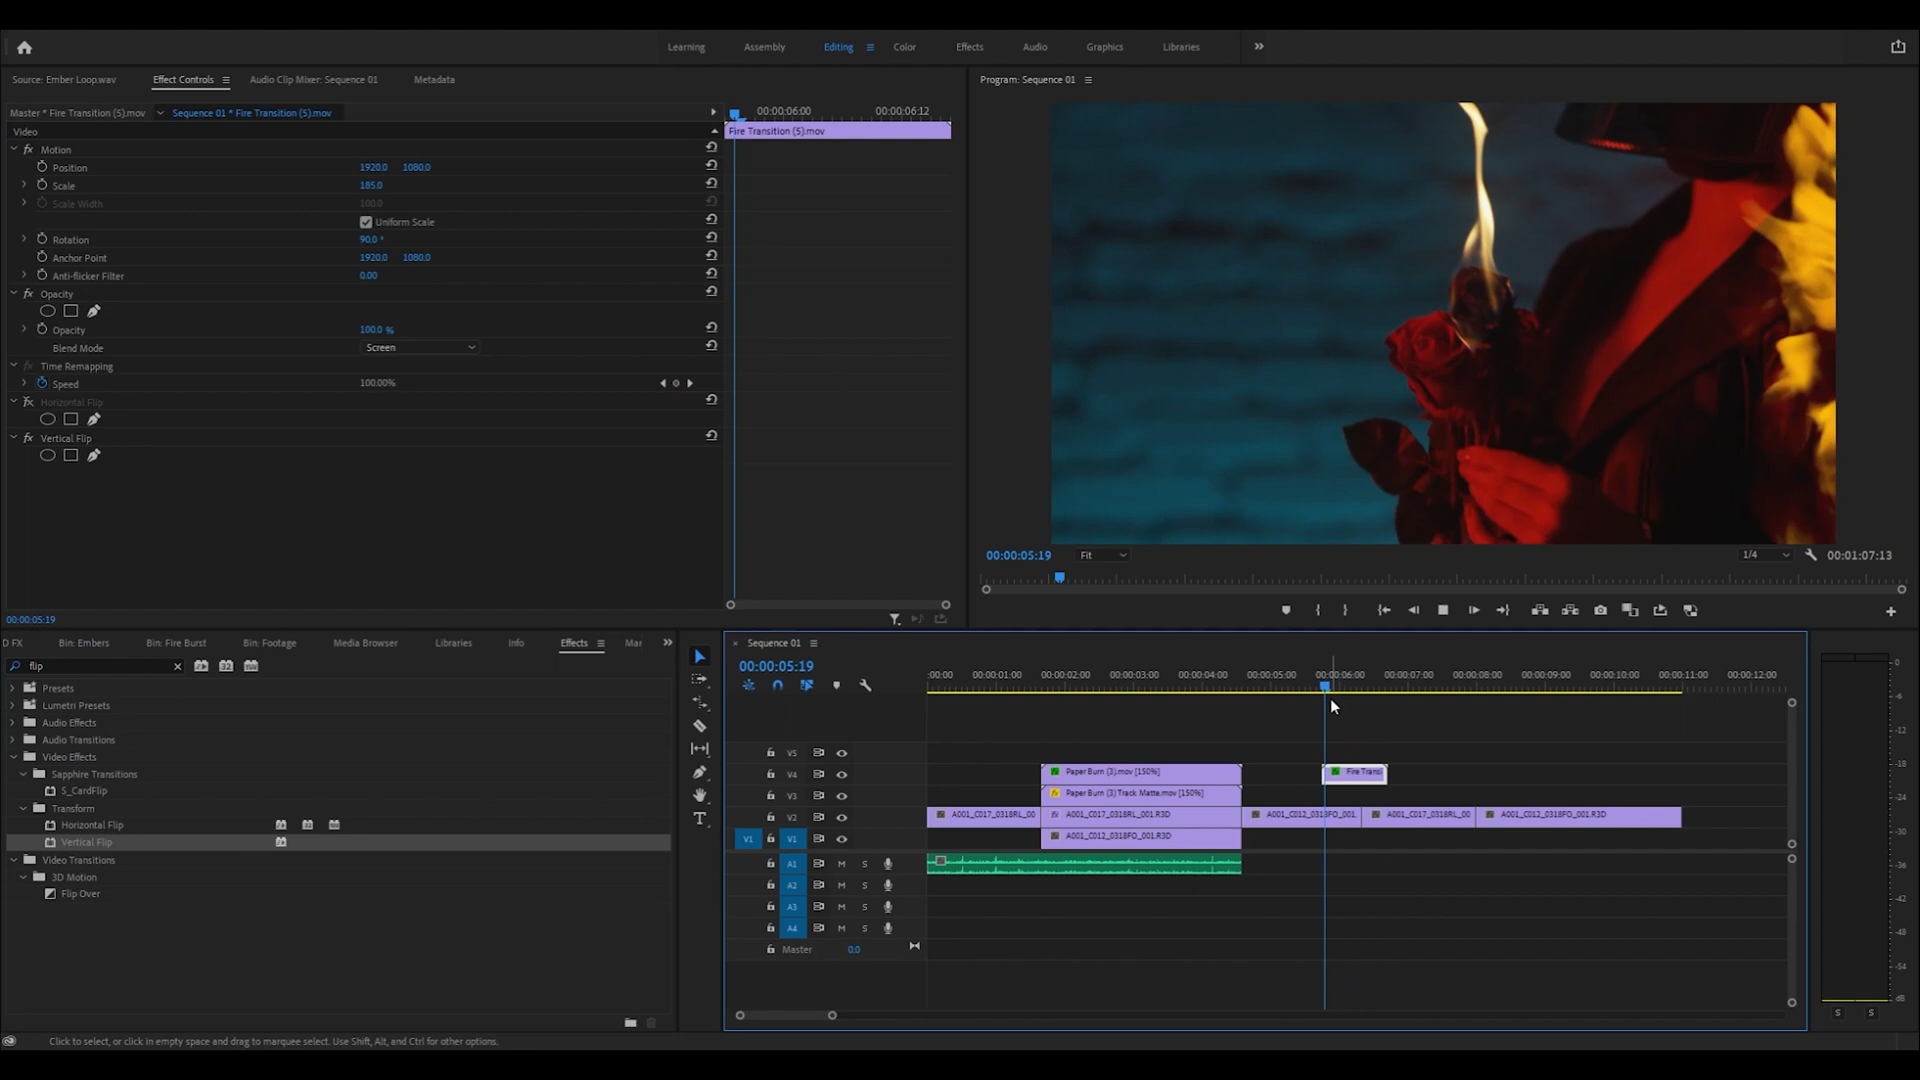 Learning Assembly Editing Color Effects Audio Graphics Libraries
Source: Ember Loop.wav Effect Controls Audio Clip Mixer: Sequence 01 Metadata
Master * Fire Transition (5).mov Sequence 01 * Fire Transition (5).mov
00:00:06:00 00:00:06:12
Video
Fire Transition (5).mov
fx Motion
Position 1920.0 1080.0
Scale 185.0
Scale Width 100.0
Uniform Scale
Rotation 90.0 °
Anchor Point 1920.0 1080.0
Anti-flicker Filter 0.00
fx Opacity
Opacity 100.0 %
Blend Mode Screen
fx Time Remapping
Speed 100.00%
fx Horizontal Flip
fx Vertical Flip
00:00:05:19
Program: Sequence 01
00:00:05:19 Fit 1/4 00:01:07:13
D FX Bin: Embers Bin: Fire Burst Bin: Footage Media Browser Libraries Info Effects Mar
flip
Presets
Lumetri Presets
Audio Effects
Audio Transitions
Video Effects
Sapphire Transitions
S_CardFlip
Transform
Horizontal Flip
Vertical Flip
Video Transitions
3D Motion
Flip Over
Sequence 01
00:00:05:19
:00:00 00:00:01:00 00:00:02:00 00:00:03:00 00:00:04:00 00:00:05:00 00:00:06:00 00:00:07:00 00:00:08:00 00:00:09:00 00:00:10:00 00:00:11:00 00:00:12:00
V5
V4 Paper Burn (3).mov [150%] Fire Transi
V3 Paper Burn (3) Track Matte.mov [150%]
V2 A001_C017_0318RL_00 A001_C017_0318RL_001.R3D A001_C012_0318FO_001. A001_C017_0318RL_00 A001_C012_0318FO_001.R3D
V1 V1 A001_C012_0318FO_001.R3D
A1 M S
A2 M S
A3 M S
A4 M S
Master 0.0
0
-6
-12
-18
-24
-30
-36
-42
-48
-54
dB
S S
Click to select, or click in empty space and drag to marquee select. Use Shift, Alt, and Ctrl for other options.